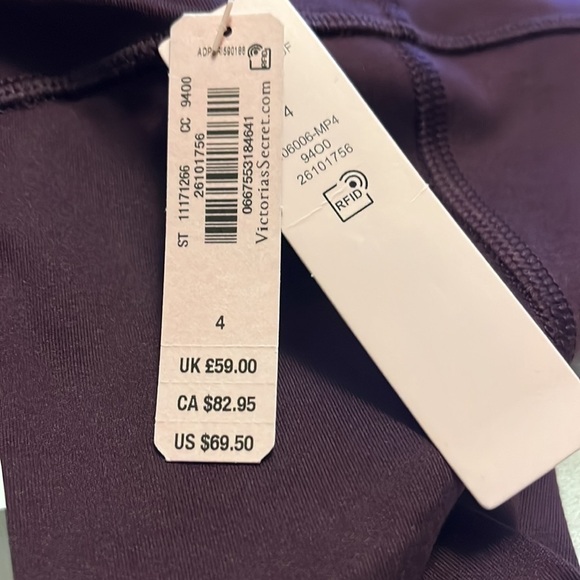 RFID
ST 11171266 CC 9400
26101756
0667553184641
VictoriasSecret.com
4
UK £59.00
CA $82.95
US $69.50
4
06006-MP4
9400
26101756
RFID